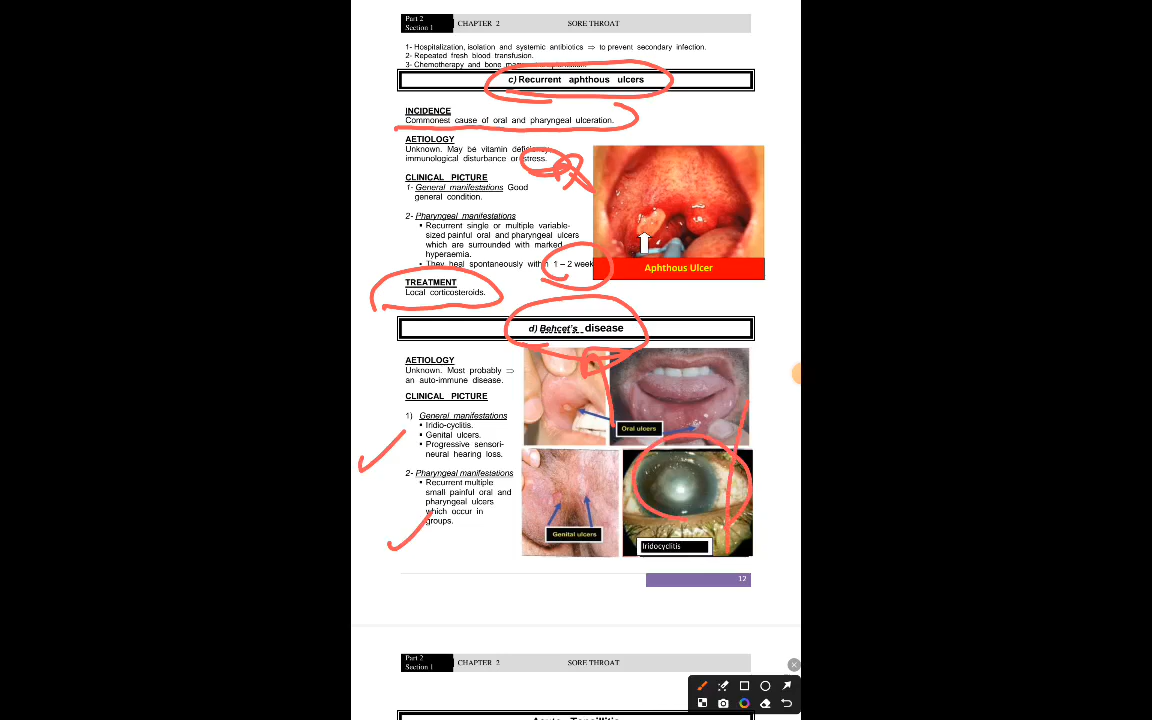 Part 2
Section 1
CHAPTER 2
SORE THROAT
1- Hospitalization, isolation and systemic antibiotics ⇒ to prevent secondary infection.
2- Repeated fresh blood transfusion.
3- Chemotherapy and bone
c) Recurrent aphthous ulcers
INCIDENCE
Commonest cause of oral and pharyngeal ulceration.
AETIOLOGY
Unknown. May be vitamin deficiency,
immunological disturbance or stress.
CLINICAL PICTURE
1- General manifestations Good
general condition.
2- Pharyngeal manifestations
▪ Recurrent single or multiple variable-
sized painful oral and pharyngeal ulcers
which are surrounded with marked
hyperaemia.
▪ They heal spontaneously within 1 – 2 week
Aphthous Ulcer
TREATMENT
Local corticosteroids.
d) Behcet's disease
AETIOLOGY
Unknown. Most probably ⇒
an auto-immune disease.
CLINICAL PICTURE
1) General manifestations
▪ Iridio-cyclitis.
▪ Genital ulcers.
▪ Progressive sensori-
neural hearing loss.
2- Pharyngeal manifestations
▪ Recurrent multiple
small painful oral and
pharyngeal ulcers
which occur in
groups.
Oral ulcers
Genital ulcers
Iridocyclitis
12
Part 2
Section 1
CHAPTER 2
SORE THROAT
Acute Tonsillitis